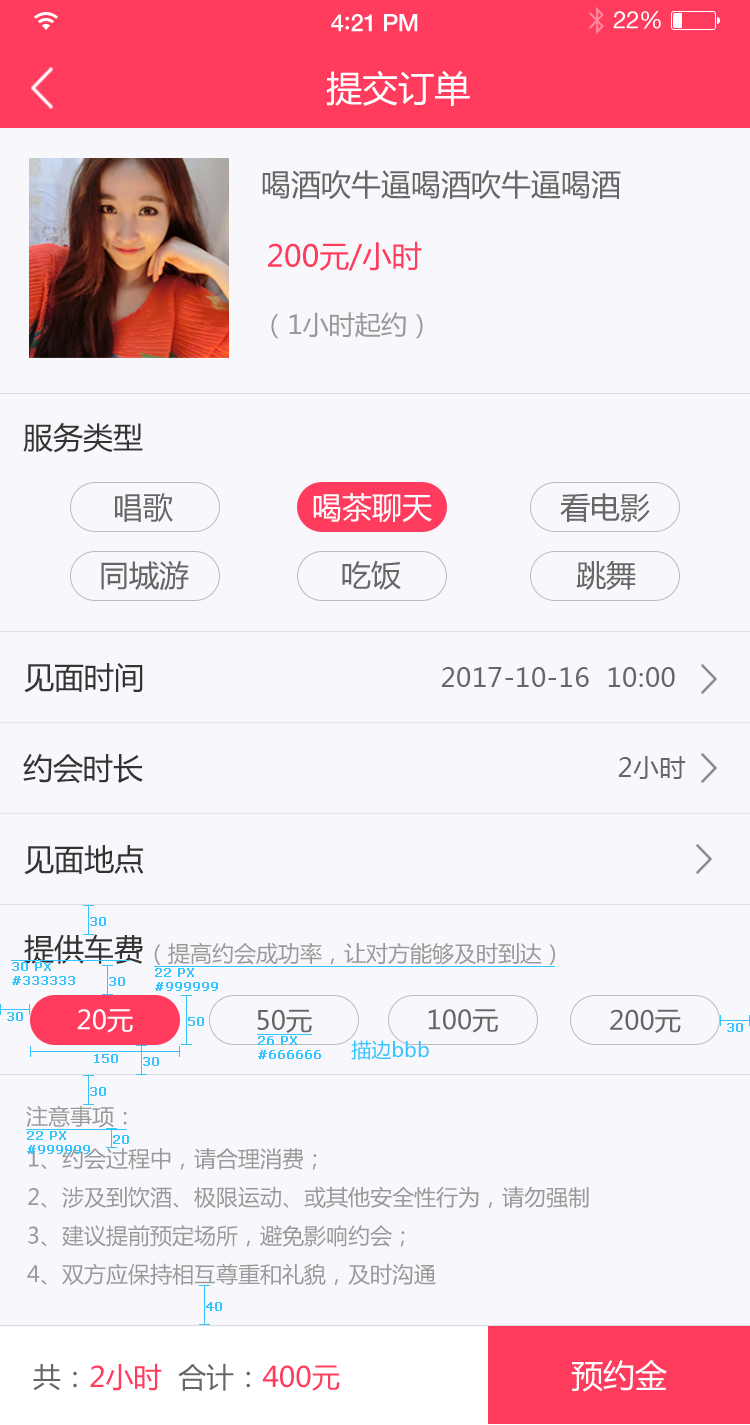 4:21 PM 22%
提交订单
喝酒吹牛逼喝酒吹牛逼喝酒
200元/小时
（1小时起约）
服务类型
唱歌 喝茶聊天 看电影
同城游 吃饭 跳舞
见面时间 2017-10-16 10:00
约会时长 2小时
见面地点
30
提供车费（提高约会成功率，让对方能够及时到达）
30 PX
#333333
30
22 PX
#999999
30
20元
50
50元
100元
200元
30
26 PX
#666666
描边bbb
150
30
30
注意事项：
22 PX
#999999
20
1、约会过程中，请合理消费；
2、涉及到饮酒、极限运动、或其他安全性行为，请勿强制
3、建议提前预定场所，避免影响约会；
4、双方应保持相互尊重和礼貌，及时沟通
40
共：2小时 合计：400元
预约金